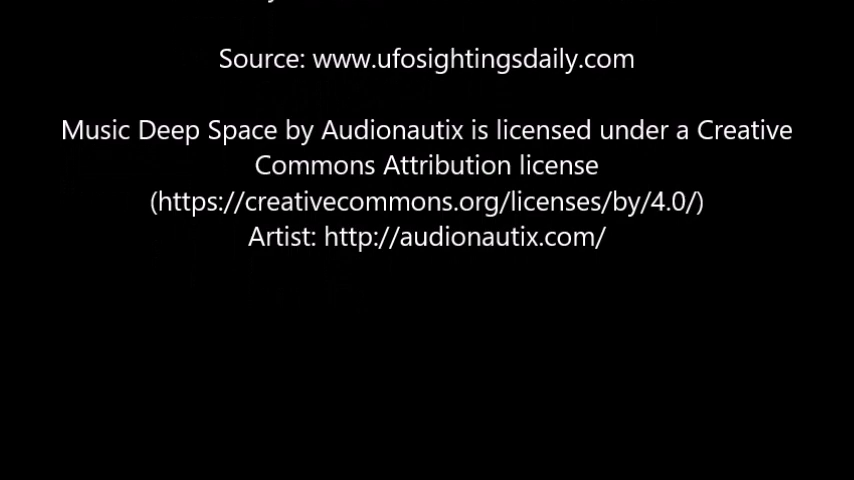 Source: www.ufosightingsdaily.com
Music Deep Space by Audionautix is licensed under a Creative
Commons Attribution license
(https://creativecommons.org/licenses/by/4.0/)
Artist: http://audionautix.com/